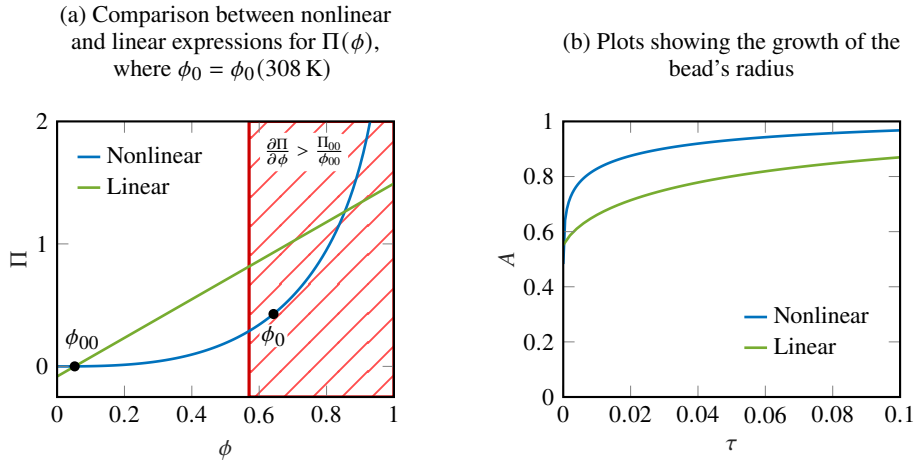 (a) Comparison between nonlinear
and linear expressions for Π(ϕ),
where ϕ₀ = ϕ₀(308 K)
2
1
0
Π
Nonlinear
Linear
∂Π/∂ϕ > Π₀₀/ϕ₀₀
ϕ₀₀
ϕ₀
0 0.2 0.4 0.6 0.8 1
ϕ
(b) Plots showing the growth of the
bead's radius
1
0.8
0.6
0.4
0.2
0
A
Nonlinear
Linear
0 0.02 0.04 0.06 0.08 0.1
τ